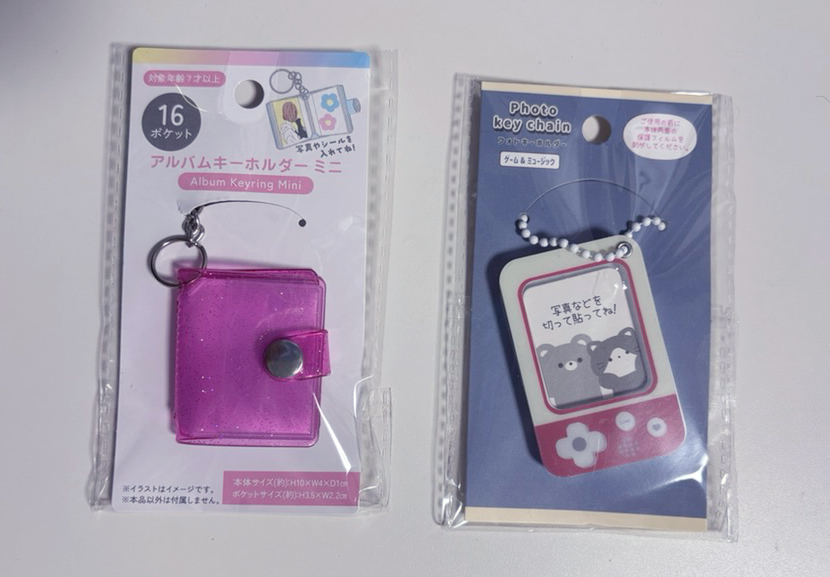 対象年齢7才以上
16
ポケット
写真やシールを
入れてね!
アルバムキーホルダー ミニ
Album Keyring Mini
※イラストはイメージです。
※本品以外は付属しません。
本体サイズ(約):H10×W4×D1cm
ポケットサイズ(約):H3.5×W2.2cm
Photo
key chain
フォトキーホルダー
ゲーム&ミュージック
ご使用の前に
本体両面の
保護フィルムを
剥がしてください。
写真などを
切って貼ってね!